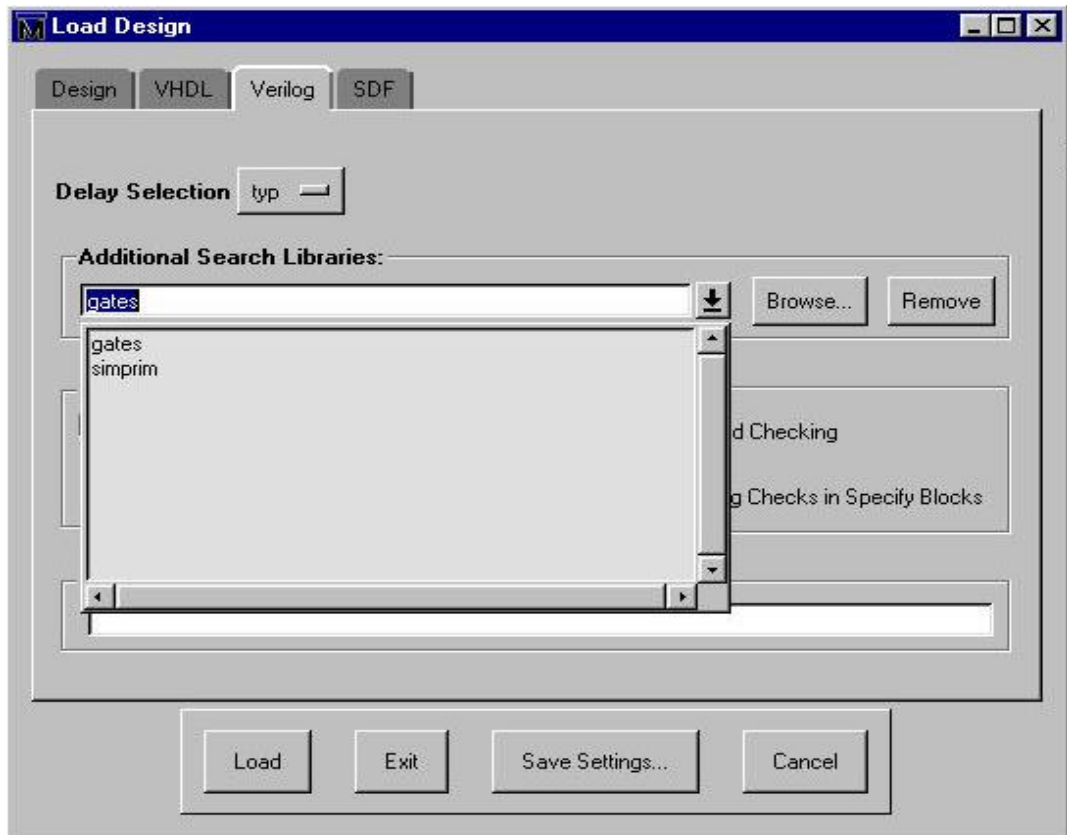 Load Design
Design VHDL Verilog SDF
Delay Selection typ
Additional Search Libraries:
gates Browse... Remove
gates
simprim
d Checking
g Checks in Specify Blocks
Load Exit Save Settings... Cancel